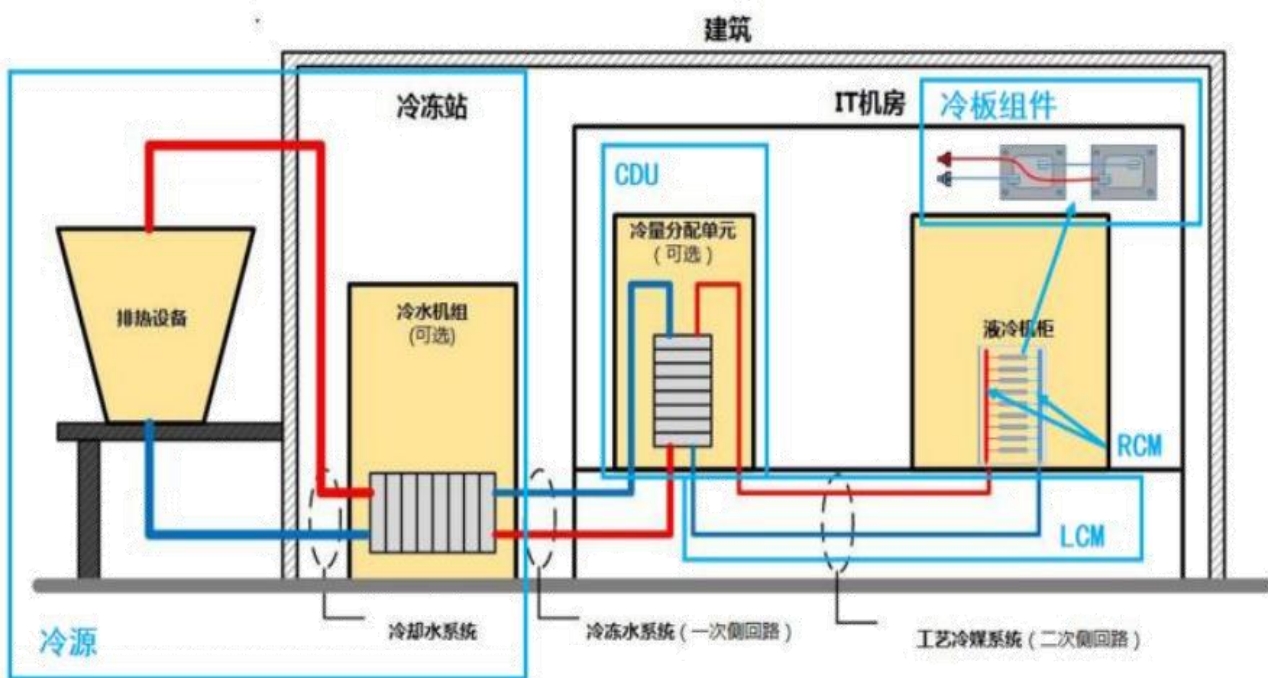 建筑
冷冻站
IT机房
冷板组件
CDU
冷量分配单元
(可选)
排热设备
冷水机组
(可选)
液冷机柜
RCM
LCM
冷源
冷却水系统
冷冻水系统(一次侧回路)
工艺冷媒系统(二次侧回路)